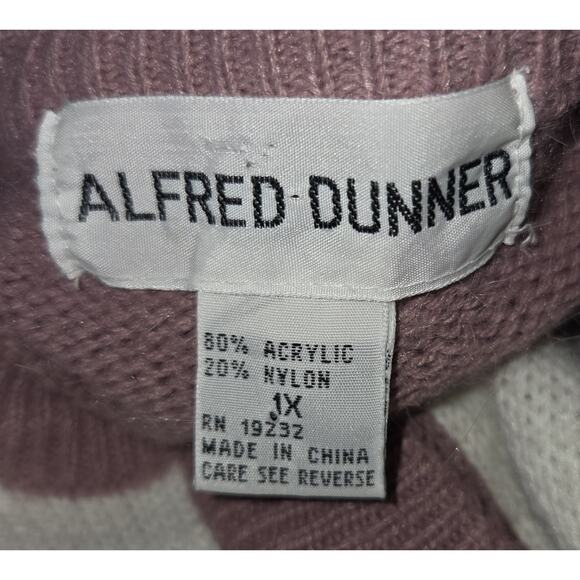 ALFRED DUNNER
80% ACRYLIC
20% NYLON
1X
RN 19232
MADE IN CHINA
CARE SEE REVERSE